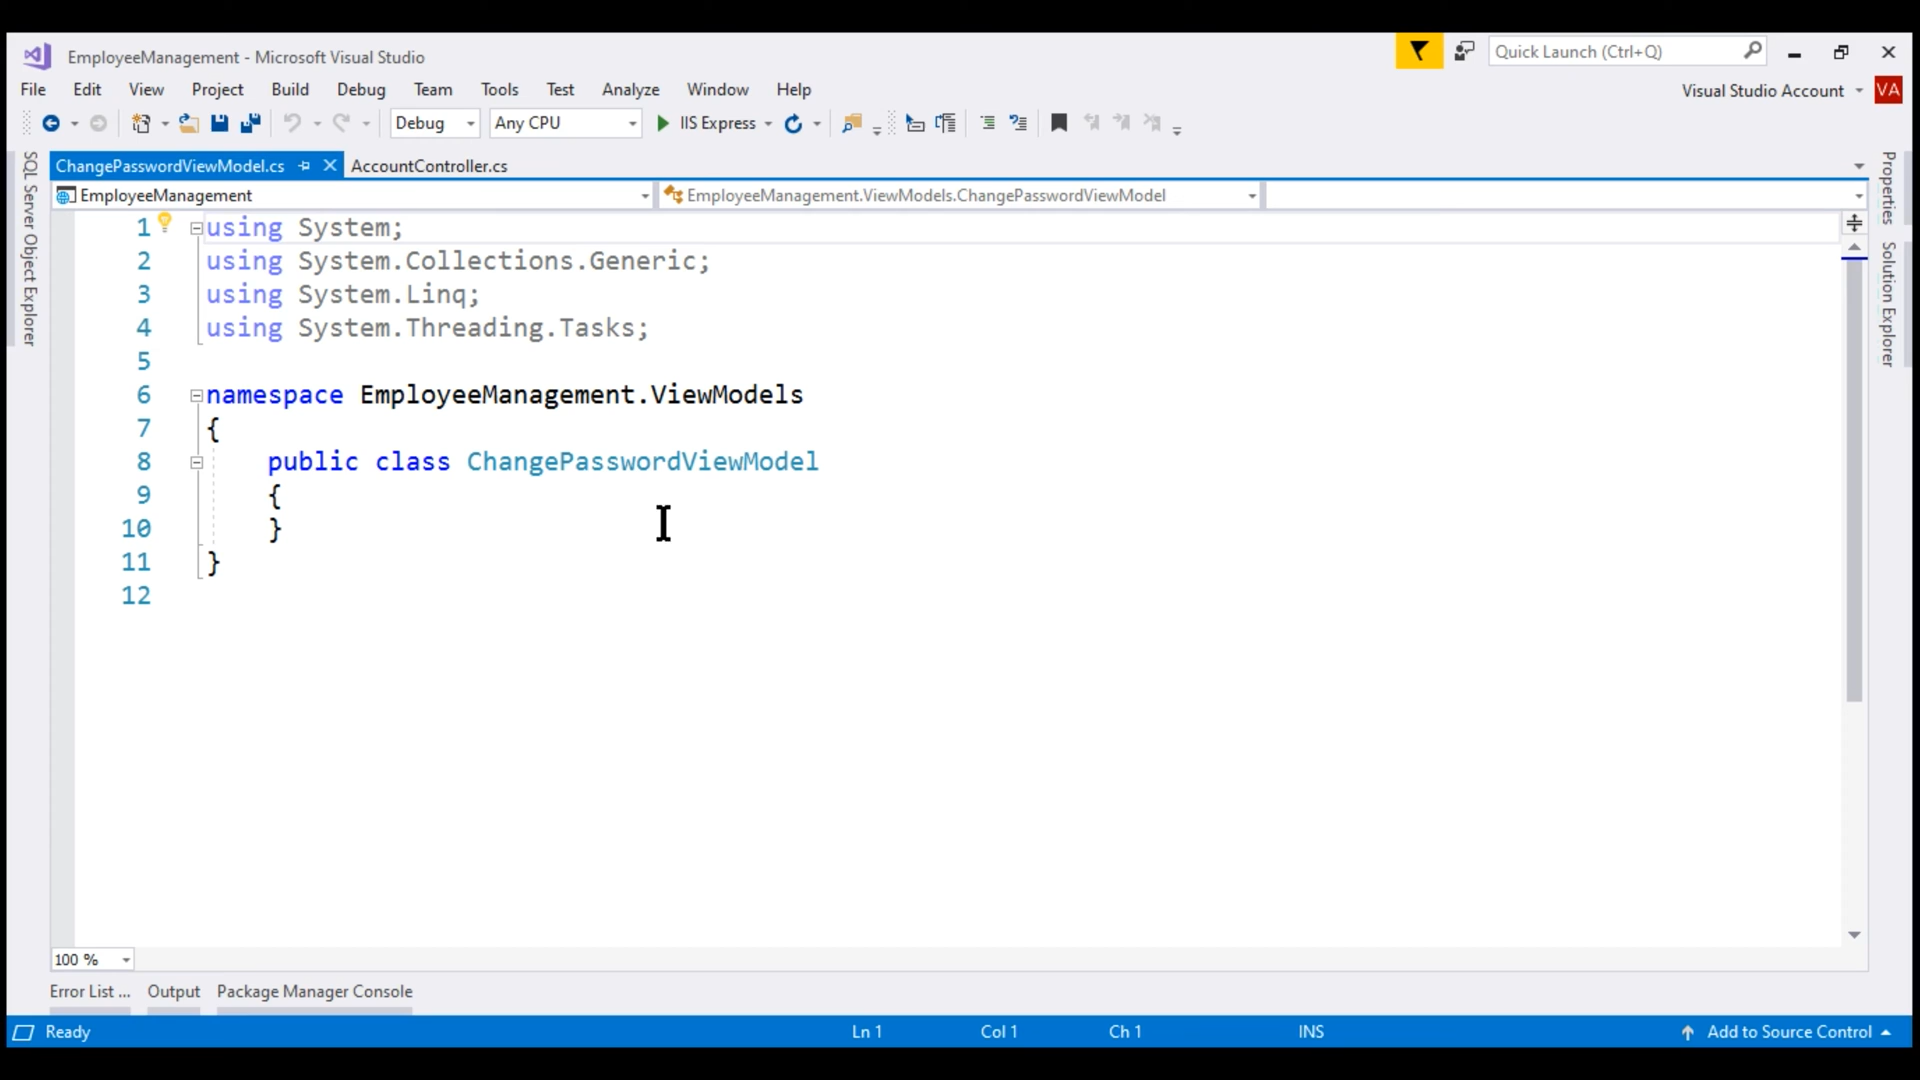 EmployeeManagement - Microsoft Visual Studio
Quick Launch (Ctrl+Q)
File Edit View Project Build Debug Team Tools Test Analyze Window Help
Visual Studio Account VA
Debug Any CPU IIS Express
ChangePasswordViewModel.cs AccountController.cs
EmployeeManagement EmployeeManagement.ViewModels.ChangePasswordViewModel
SQL Server Object Explorer
Properties
Solution Explorer
1 using System;
2 using System.Collections.Generic;
3 using System.Linq;
4 using System.Threading.Tasks;
5
6 namespace EmployeeManagement.ViewModels
7 {
8 public class ChangePasswordViewModel
9 {
10 }
11 }
12
100 %
Error List ... Output Package Manager Console
Ready Ln 1 Col 1 Ch 1 INS Add to Source Control